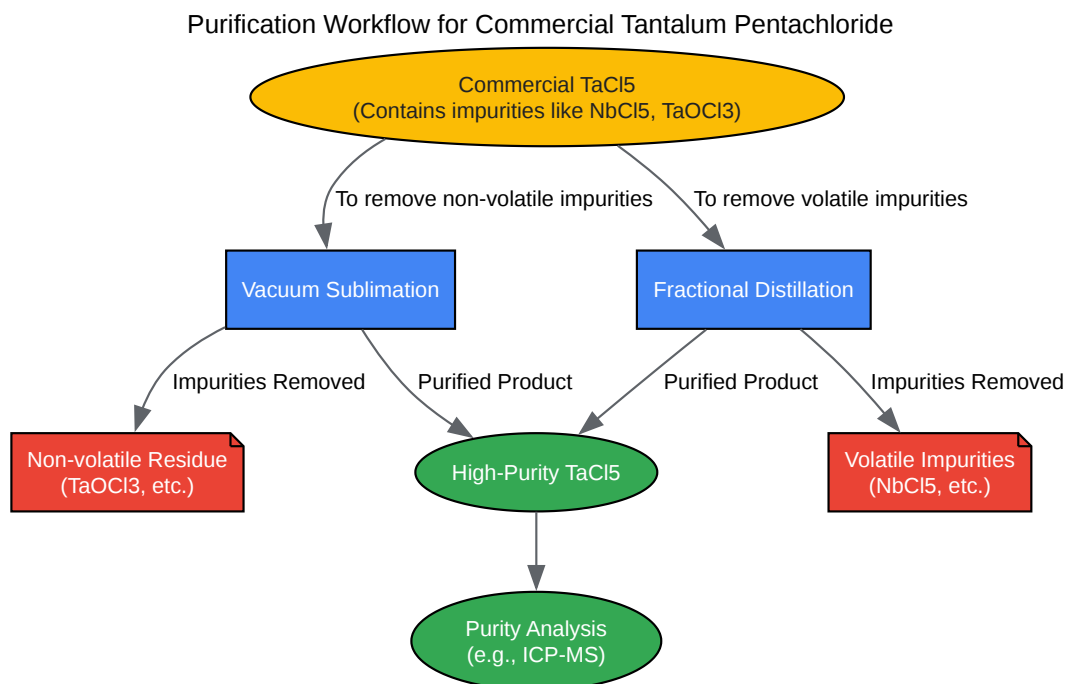 Purification Workflow for Commercial Tantalum Pentachloride
Commercial TaCl5
(Contains impurities like NbCl5, TaOCl3)
To remove non-volatile impurities
To remove volatile impurities
Vacuum Sublimation
Fractional Distillation
Impurities Removed
Purified Product
Purified Product
Impurities Removed
Non-volatile Residue
(TaOCl3, etc.)
High-Purity TaCl5
Volatile Impurities
(NbCl5, etc.)
Purity Analysis
(e.g., ICP-MS)